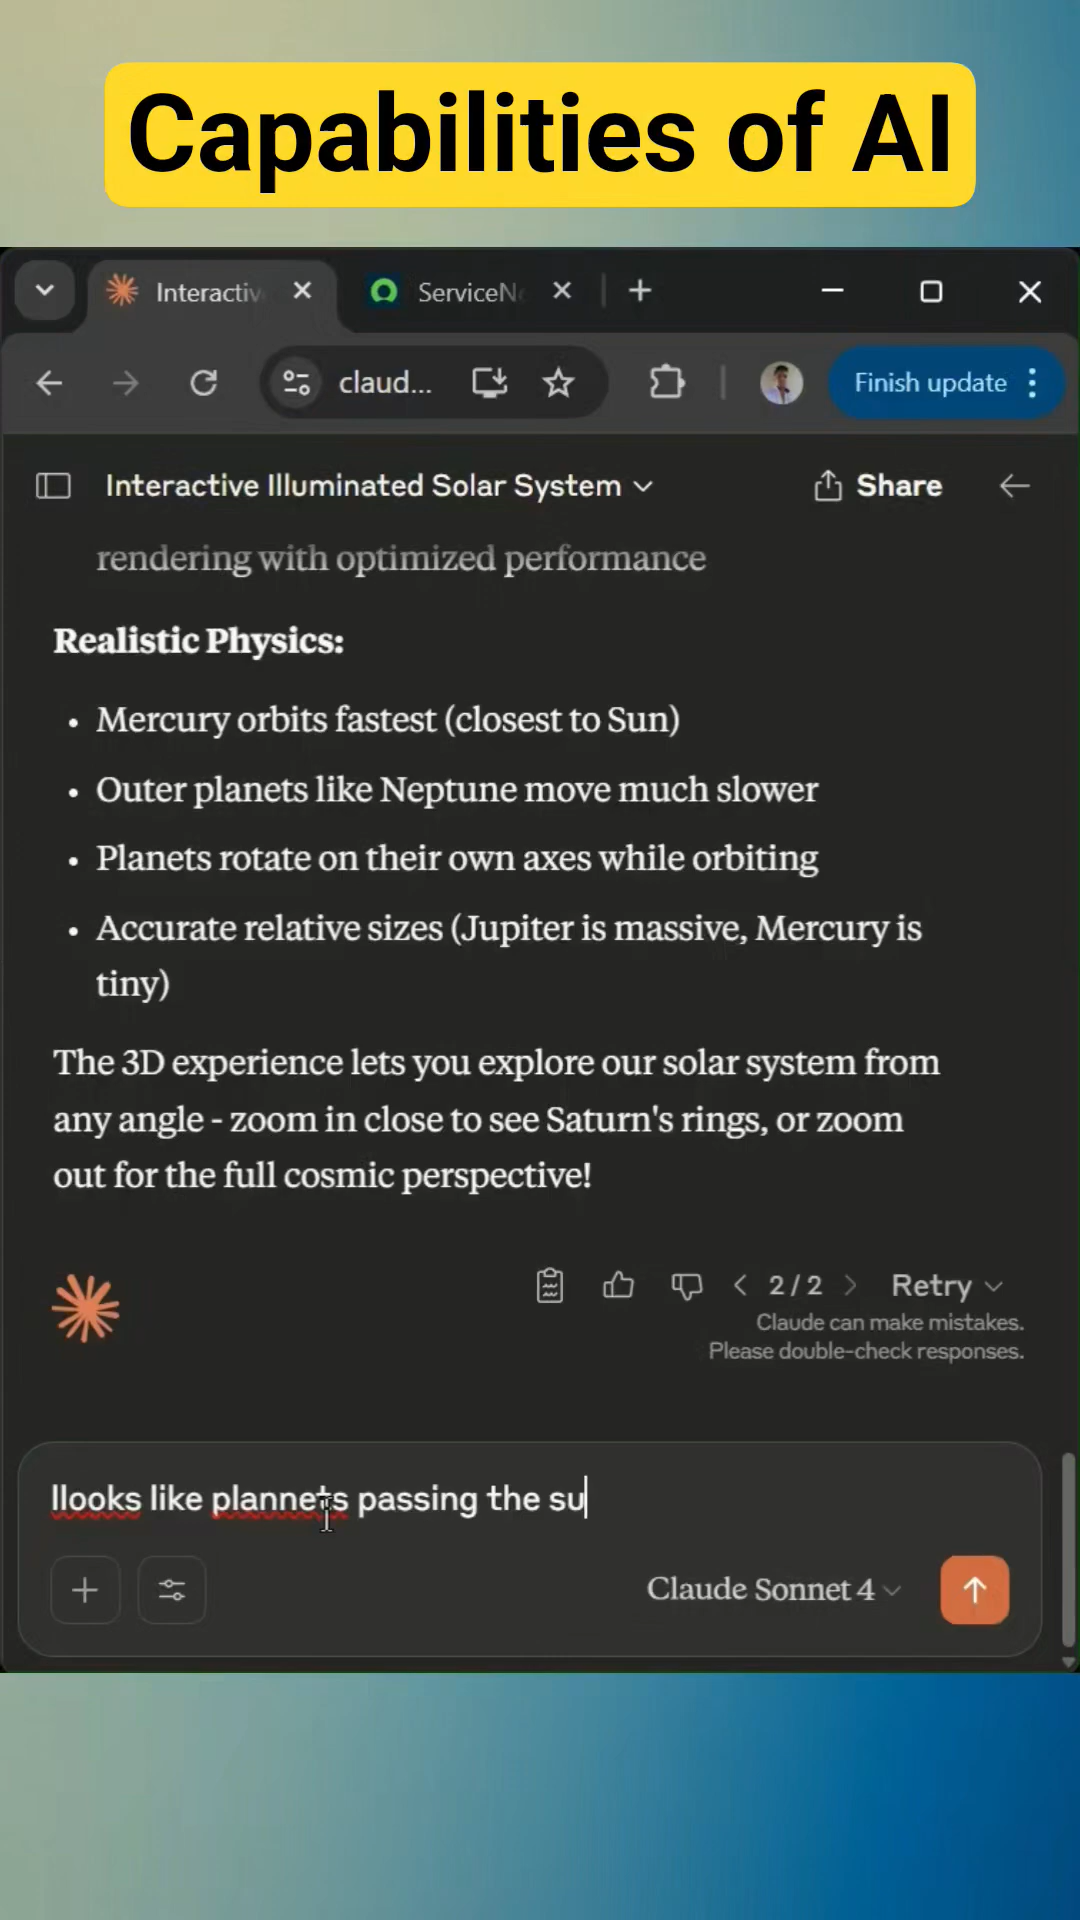 Capabilities of AI
Interactiv
ServiceN
claud...
Finish update
Interactive Illuminated Solar System
Share
rendering with optimized performance
Realistic Physics:
• Mercury orbits fastest (closest to Sun)
• Outer planets like Neptune move much slower
• Planets rotate on their own axes while orbiting
• Accurate relative sizes (Jupiter is massive, Mercury is
tiny)
The 3D experience lets you explore our solar system from
any angle - zoom in close to see Saturn's rings, or zoom
out for the full cosmic perspective!
2 / 2
Retry
Claude can make mistakes.
Please double-check responses.
llooks like plannets passing the su
Claude Sonnet 4